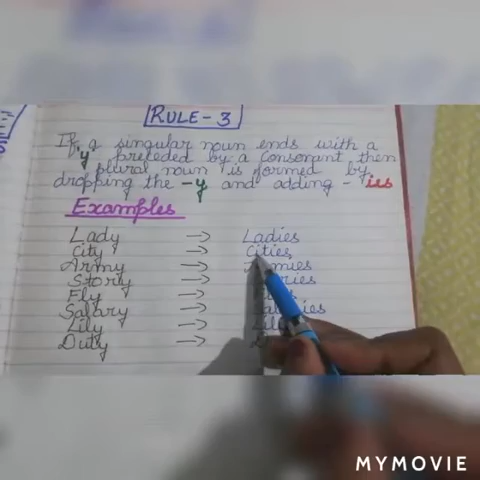 RULE-3
If a singular noun ends with a
y preceded by a consonant then
plural noun is formed by
dropping the -y and adding - ies
Examples
Lady → Ladies
City → Cities
Army →
Story →
Fly →
Salary →
Lily →
Duty →
MYMOVIE